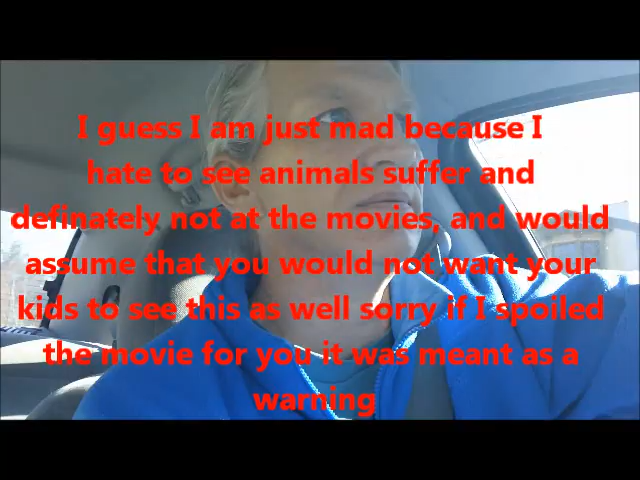 I guess I am just mad because I
hate to see animals suffer and
definately not at the movies, and would
assume that you would not want your
kids to see this as well sorry if I spoiled
the movie for you it was meant as a
warning